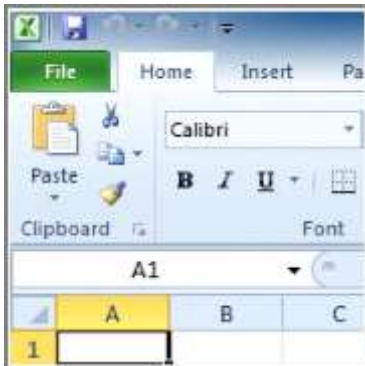 File Home Insert Pa
Calibri
Paste B I U
Clipboard Font
A1
A B C
1